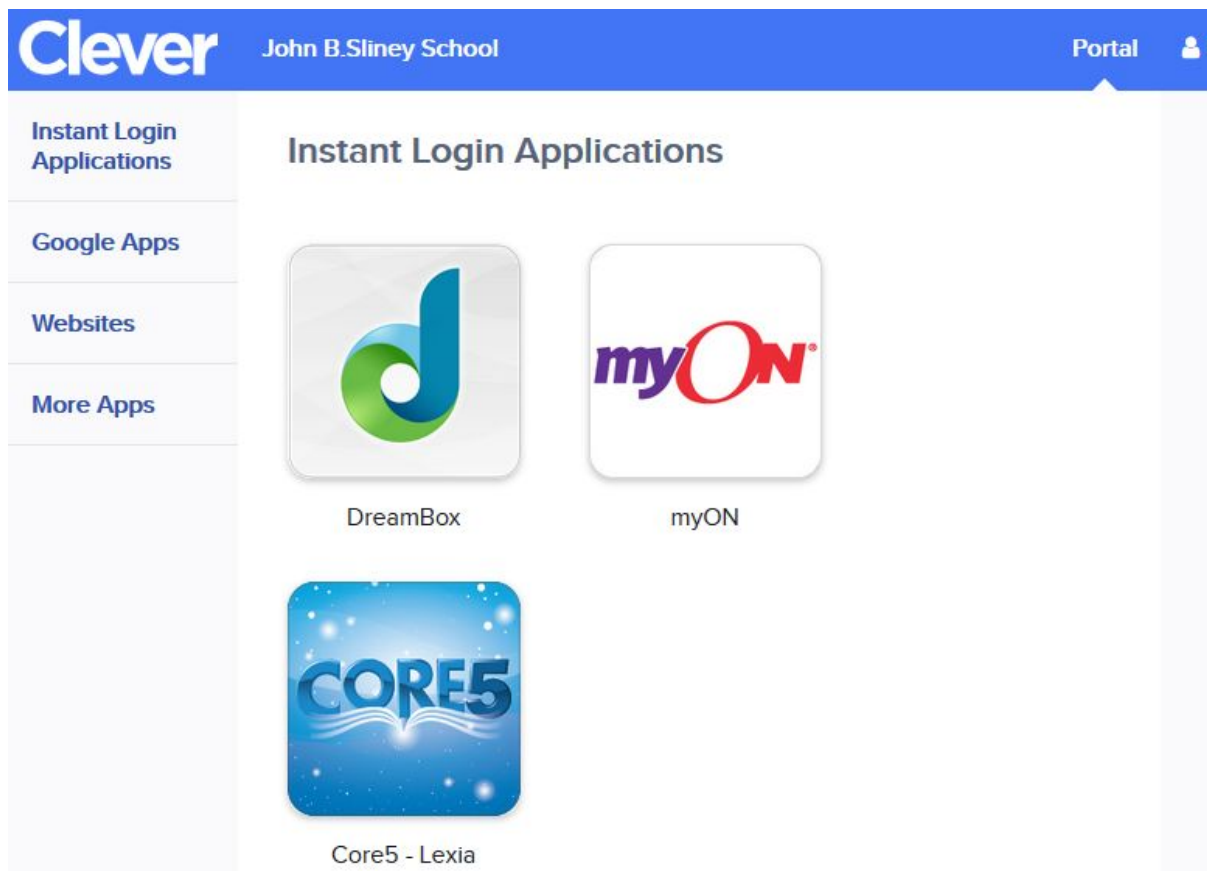 Clever
John B.Sliney School
Portal
Instant Login
Applications
Google Apps
Websites
More Apps
Instant Login Applications
d
myON®
DreamBox
myON
CORE5
Core5 - Lexia